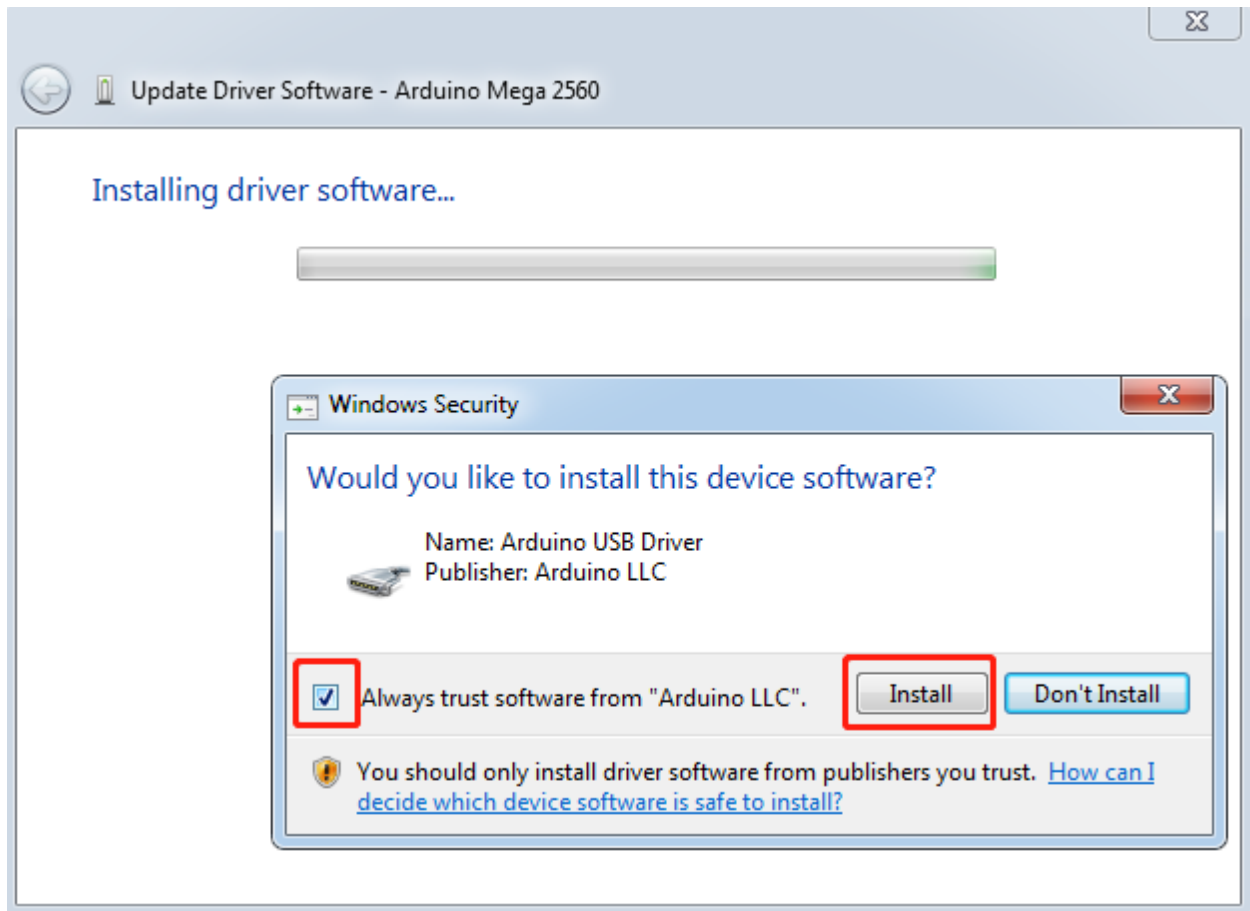 Update Driver Software - Arduino Mega 2560
Installing driver software...
Windows Security
Would you like to install this device software?
Name: Arduino USB Driver
Publisher: Arduino LLC
Always trust software from "Arduino LLC".
Install
Don't Install
You should only install driver software from publishers you trust. How can I
decide which device software is safe to install?